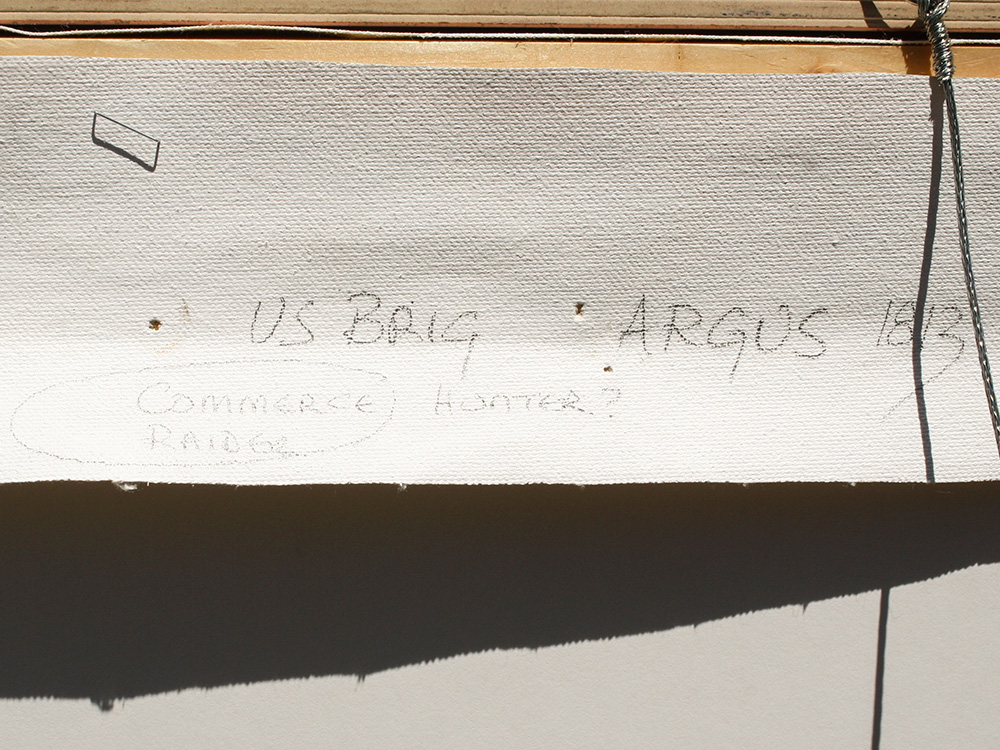 US BRIG ARGUS 1813
COMMERCE HUNTER?
RAIDER